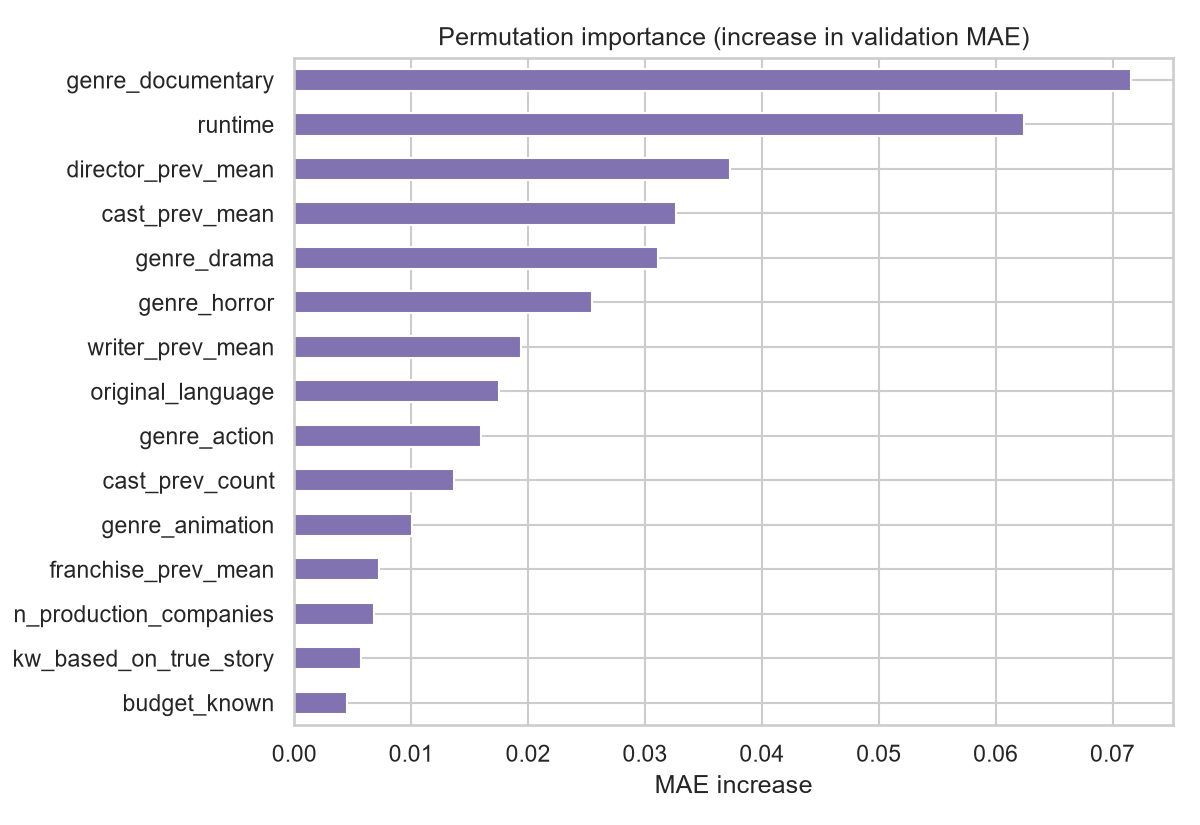 Permutation importance (increase in validation MAE)
genre_documentary
runtime
director_prev_mean
cast_prev_mean
genre_drama
genre_horror
writer_prev_mean
original_language
genre_action
cast_prev_count
genre_animation
franchise_prev_mean
n_production_companies
kw_based_on_true_story
budget_known
0.00 0.01 0.02 0.03 0.04 0.05 0.06 0.07
MAE increase